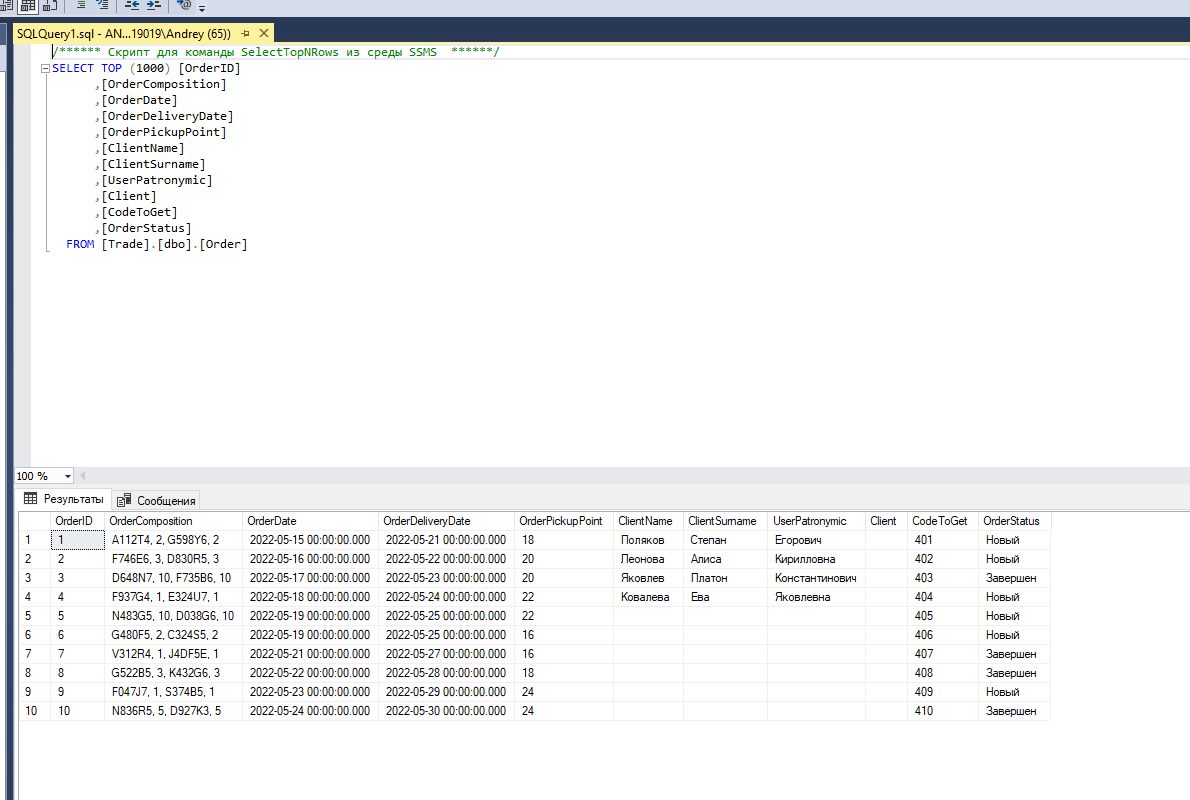 SQLQuery1.sql - AN...19019\Andrey (65))
/****** Скрипт для команды SelectTopNRows из среды SSMS  ******/
SELECT TOP (1000) [OrderID]
,[OrderComposition]
,[OrderDate]
,[OrderDeliveryDate]
,[OrderPickupPoint]
,[ClientName]
,[ClientSurname]
,[UserPatronymic]
,[Client]
,[CodeToGet]
,[OrderStatus]
FROM [Trade].[dbo].[Order]
100 %
Результаты Сообщения
OrderID OrderComposition OrderDate OrderDeliveryDate OrderPickupPoint ClientName ClientSurname UserPatronymic Client CodeToGet OrderStatus
1 1 A112T4, 2, G598Y6, 2 2022-05-15 00:00:00.000 2022-05-21 00:00:00.000 18 Поляков Степан Егорович 401 Новый
2 2 F746E6, 3, D830R5, 3 2022-05-16 00:00:00.000 2022-05-22 00:00:00.000 20 Леонова Алиса Кирилловна 402 Новый
3 3 D648N7, 10, F735B6, 10 2022-05-17 00:00:00.000 2022-05-23 00:00:00.000 20 Яковлев Платон Константинович 403 Завершен
4 4 F937G4, 1, E324U7, 1 2022-05-18 00:00:00.000 2022-05-24 00:00:00.000 22 Ковалева Ева Яковлевна 404 Новый
5 5 N483G5, 10, D038G6, 10 2022-05-19 00:00:00.000 2022-05-25 00:00:00.000 22 405 Новый
6 6 G480F5, 2, C324S5, 2 2022-05-19 00:00:00.000 2022-05-25 00:00:00.000 16 406 Новый
7 7 V312R4, 1, J4DF5E, 1 2022-05-21 00:00:00.000 2022-05-27 00:00:00.000 16 407 Завершен
8 8 G522B5, 3, K432G6, 3 2022-05-22 00:00:00.000 2022-05-28 00:00:00.000 18 408 Завершен
9 9 F047J7, 1, S374B5, 1 2022-05-23 00:00:00.000 2022-05-29 00:00:00.000 24 409 Новый
10 10 N836R5, 5, D927K3, 5 2022-05-24 00:00:00.000 2022-05-30 00:00:00.000 24 410 Завершен